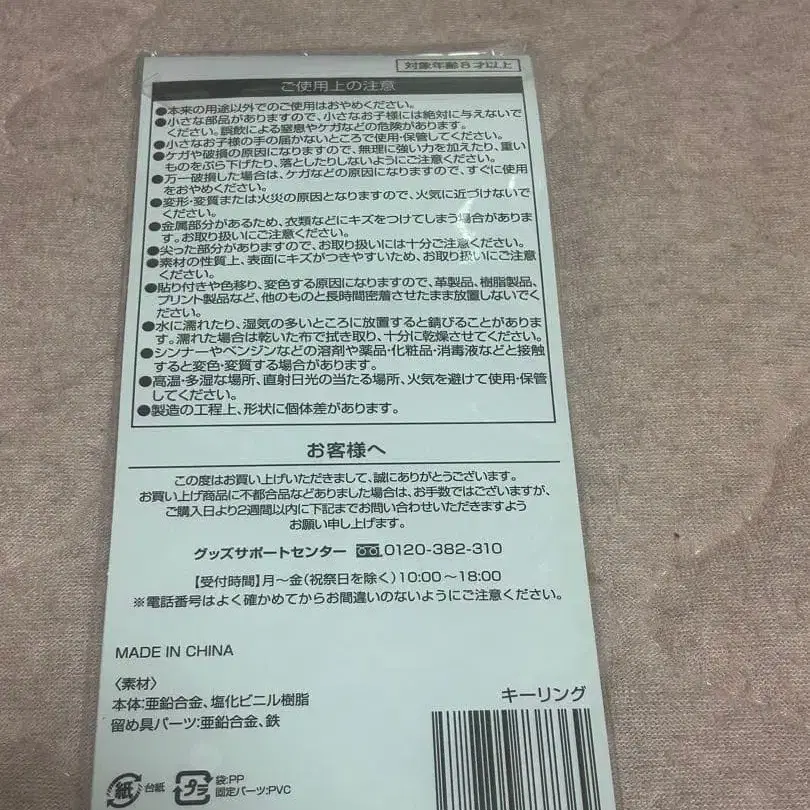 対象年齢8才以上
ご使用上の注意
●本来の用途以外でのご使用はおやめください。
●小さな部品がありますので、小さなお子様には絶対に与えないで
ください。誤飲による窒息やケガなどの危険があります。
●小さなお子様の手の届かないところで使用・保管してください。
●ケガや破損の原因になりますので、無理に強い力を加えたり、重い
ものをぶら下げたり、落としたりしないようにご注意ください。
●万一破損した場合は、ケガなどの原因になりますので、すぐに使用
をおやめください。
●変形・変質または火災の原因となりますので、火気に近づけないで
ください。
●金属部分があるため、衣類などにキズをつけてしまう場合がありま
す。お取り扱いにご注意ください。
●尖った部分がありますので、お取り扱いには十分ご注意ください。
●素材の性質上、表面にキズがつきやすいため、お取り扱いにご注意
ください。
●貼り付きや色移り、変色する原因になりますので、革製品、樹脂製品、
プリント製品など、他のものと長時間密着させたまま放置しないでく
ださい。
●水に濡れたり、湿気の多いところに放置すると錆びることがありま
す。濡れた場合は乾いた布で拭き取り、十分に乾燥させてください。
●シンナーやベンジンなどの溶剤や薬品・化粧品・消毒液などと接触
すると変色・変質する場合があります。
●高温・多湿な場所、直射日光の当たる場所、火気を避けて使用・保管
してください。
●製造の工程上、形状に個体差があります。
お客様へ
この度はお買い上げいただきまして、誠にありがとうございます。
お買い上げ商品に不都合品などありました場合は、お手数ではございますが、
ご購入日より2週間以内に下記までお問い合わせいただきますよう
お願い申し上げます。
グッズサポートセンター 0120-382-310
【受付時間】月～金(祝祭日を除く)10:00～18:00
※電話番号はよく確かめてからお間違いのないようにご注意ください。
MADE IN CHINA
〈素材〉
本体:亜鉛合金、塩化ビニル樹脂
留め具パーツ:亜鉛合金、鉄
キーリング
紙 台紙 プラ 袋:PP
固定パーツ:PVC